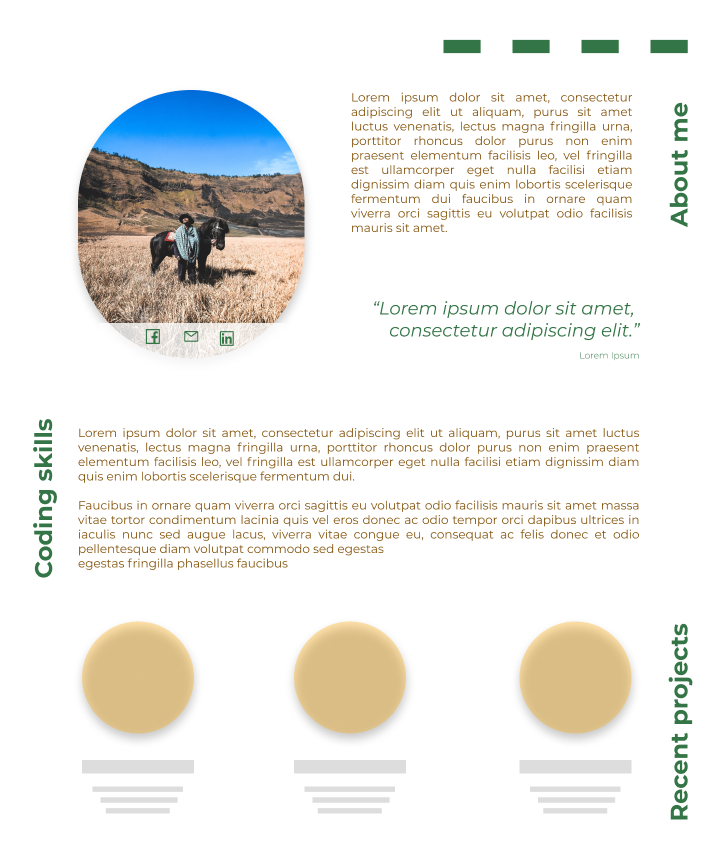 Lorem ipsum dolor sit amet, consectetur
adipiscing elit ut aliquam, purus sit amet
luctus venenatis, lectus magna fringilla urna,
porttitor rhoncus dolor purus non enim
praesent elementum facilisis leo, vel fringilla
est ullamcorper eget nulla facilisi etiam
dignissim diam quis enim lobortis scelerisque
fermentum dui faucibus in ornare quam
viverra orci sagittis eu volutpat odio facilisis
mauris sit amet.
About me
“Lorem ipsum dolor sit amet,
consectetur adipiscing elit.”
Lorem Ipsum
Coding skills
Lorem ipsum dolor sit amet, consectetur adipiscing elit ut aliquam, purus sit amet luctus
venenatis, lectus magna fringilla urna, porttitor rhoncus dolor purus non enim praesent
elementum facilisis leo, vel fringilla est ullamcorper eget nulla facilisi etiam dignissim diam
quis enim lobortis scelerisque fermentum dui.
Faucibus in ornare quam viverra orci sagittis eu volutpat odio facilisis mauris sit amet massa
vitae tortor condimentum lacinia quis vel eros donec ac odio tempor orci dapibus ultrices in
iaculis nunc sed augue lacus, viverra vitae congue eu, consequat ac felis donec et odio
pellentesque diam volutpat commodo sed egestas
egestas fringilla phasellus faucibus
Recent projects